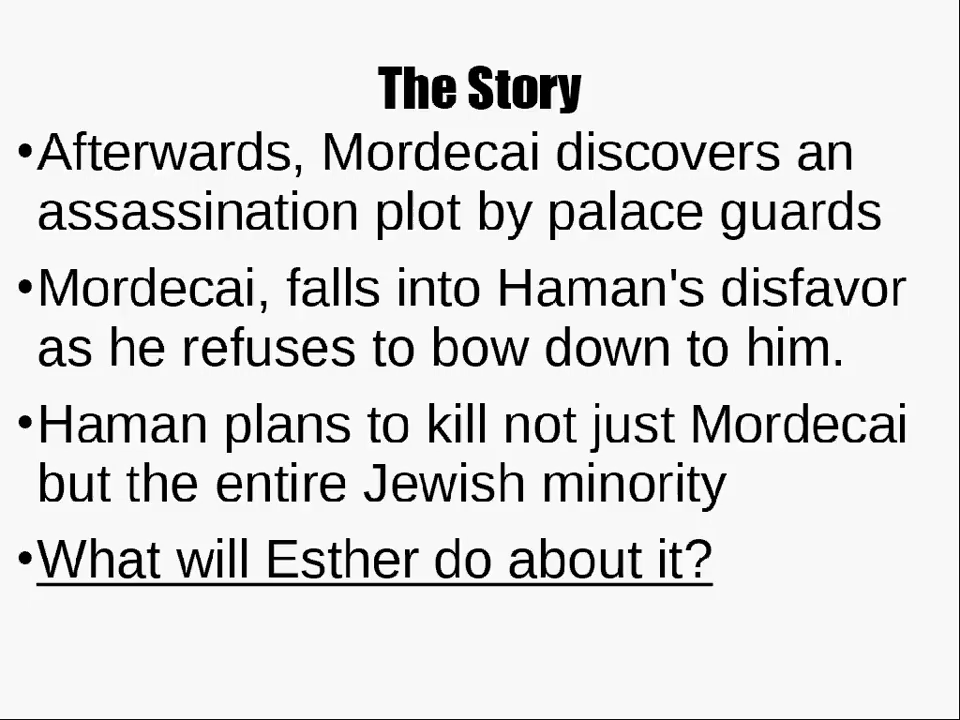 The Story
•Afterwards, Mordecai discovers an
assassination plot by palace guards
•Mordecai, falls into Haman's disfavor
as he refuses to bow down to him.
•Haman plans to kill not just Mordecai
but the entire Jewish minority
•What will Esther do about it?